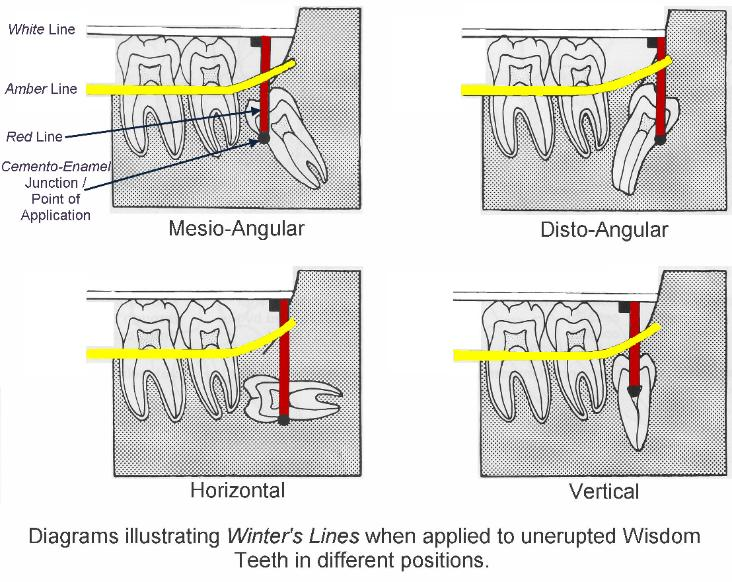 White Line
Amber Line
Red Line
Cemento-Enamel
Junction /
Point of
Application
Mesio-Angular
Disto-Angular
Horizontal
Vertical
Diagrams illustrating Winter's Lines when applied to unerupted Wisdom
Teeth in different positions.